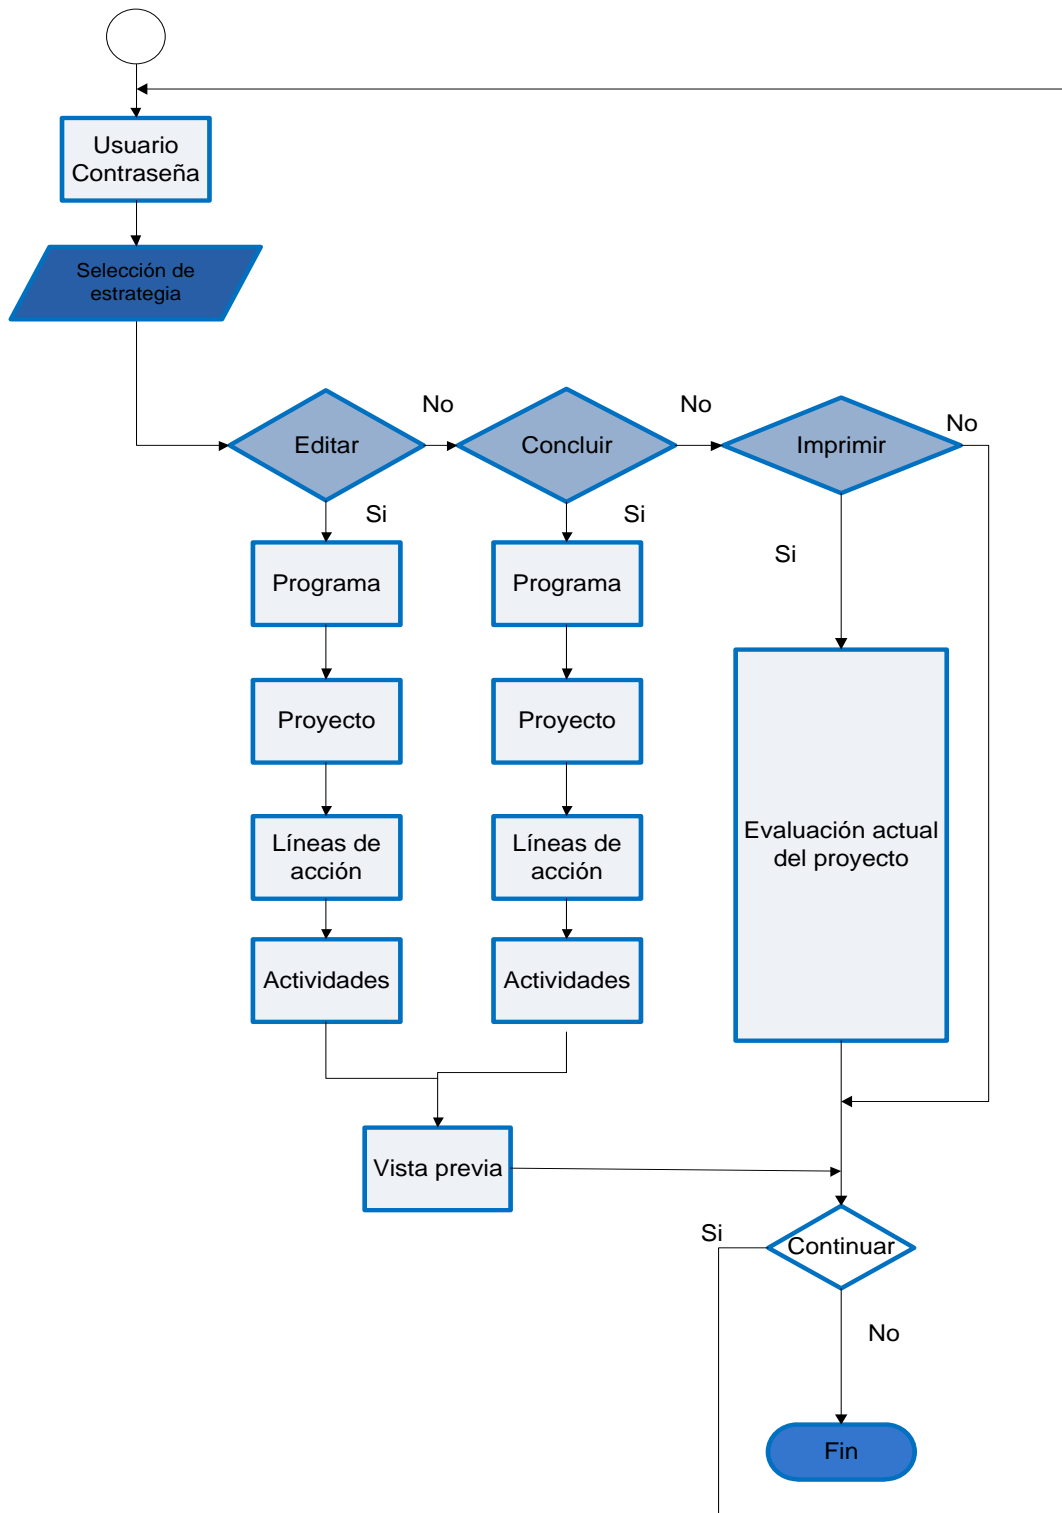 Usuario
Contraseña
Selección de
estrategia
No
No
No
Editar
Concluir
Imprimir
Si
Si
Si
Programa
Programa
Proyecto
Proyecto
Líneas de
acción
Líneas de
acción
Evaluación actual
del proyecto
Actividades
Actividades
Vista previa
Si
Continuar
No
Fin